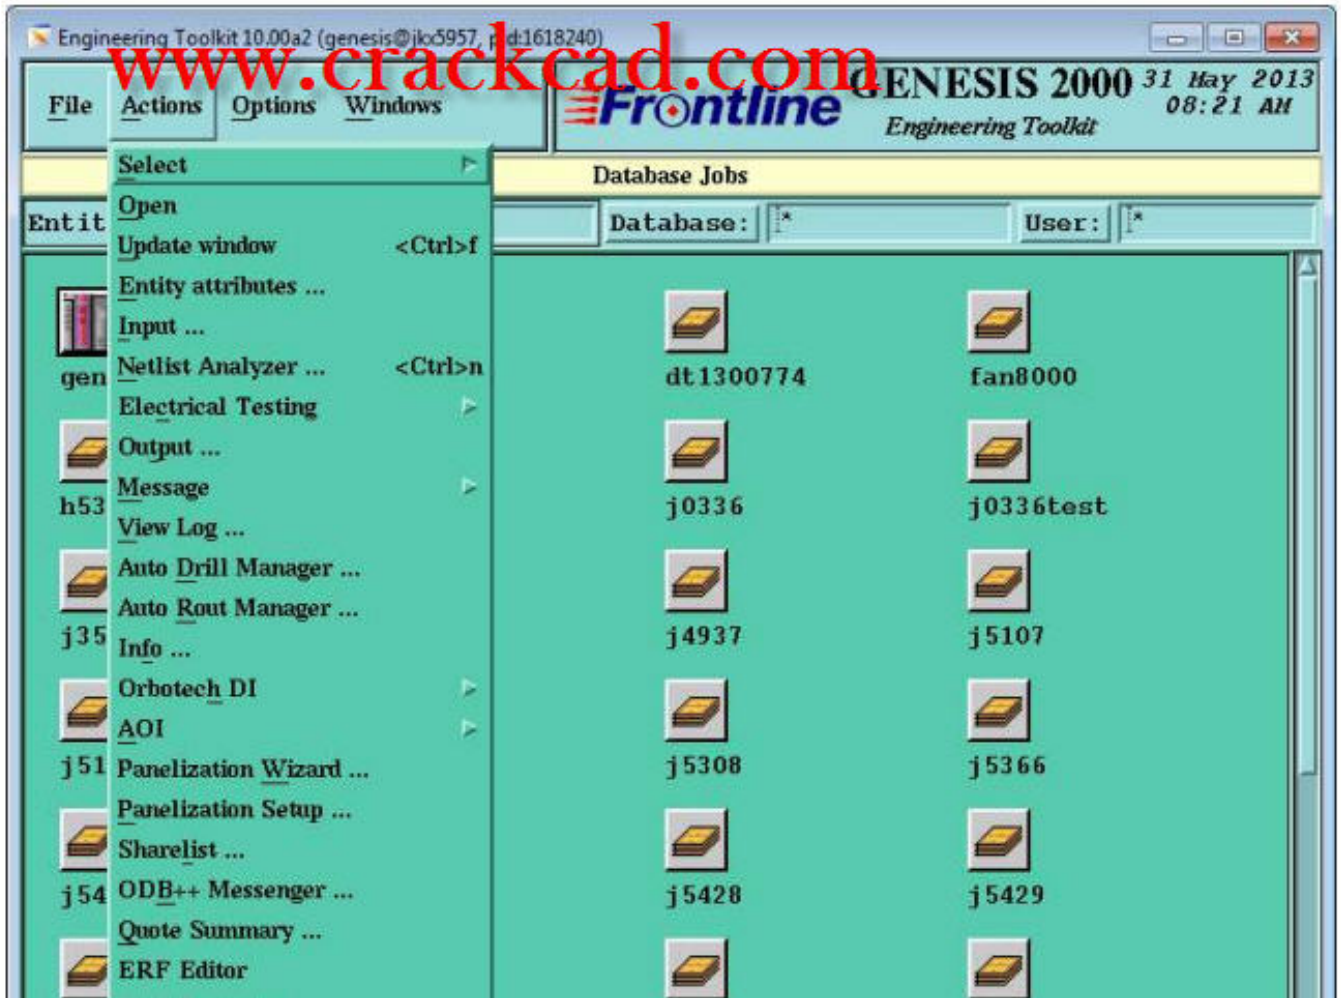 Engineering Toolkit 10.00a2 (genesis@jkx5957, pid:1618240)
www.crackcad.com
File Actions Options Windows
Frontline
GENESIS 2000
Engineering Toolkit
31 May 2013
08:21 AM
Database Jobs
Entit
Database: *
User: *
Select
Open
Update window <Ctrl>f
Entity attributes ...
Input ...
Netlist Analyzer ... <Ctrl>n
Electrical Testing
Output ...
Message
View Log ...
Auto Drill Manager ...
Auto Rout Manager ...
Info ...
Orbotech DI
AOI
Panelization Wizard ...
Panelization Setup ...
Sharelist ...
ODB++ Messenger ...
Quote Summary ...
ERF Editor
gen dt1300774 fan8000
h53 j0336 j0336test
j35 j4937 j5107
j51 j5308 j5366
j54 j5428 j5429